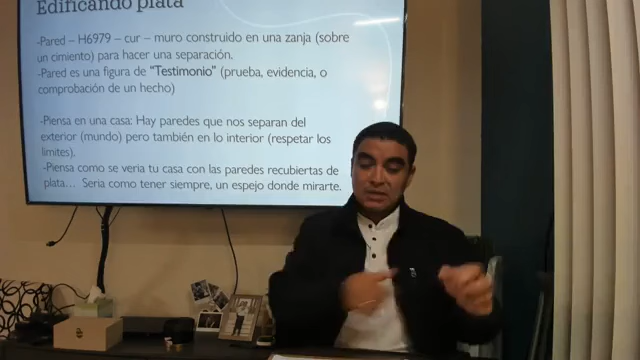 Edificando plata
-Pared – H6979 – cur – muro construido en una zanja (sobre
un cimiento) para hacer una separación.
-Pared es una figura de "Testimonio" (prueba, evidencia, o
comprobación de un hecho)
-Piensa en una casa: Hay paredes que nos separan del
exterior (mundo) pero también en lo interior (respetar los
limites).
-Piensa como se veria tu casa con las paredes recubiertas de
plata… Seria como tener siempre, un espejo donde mirarte.